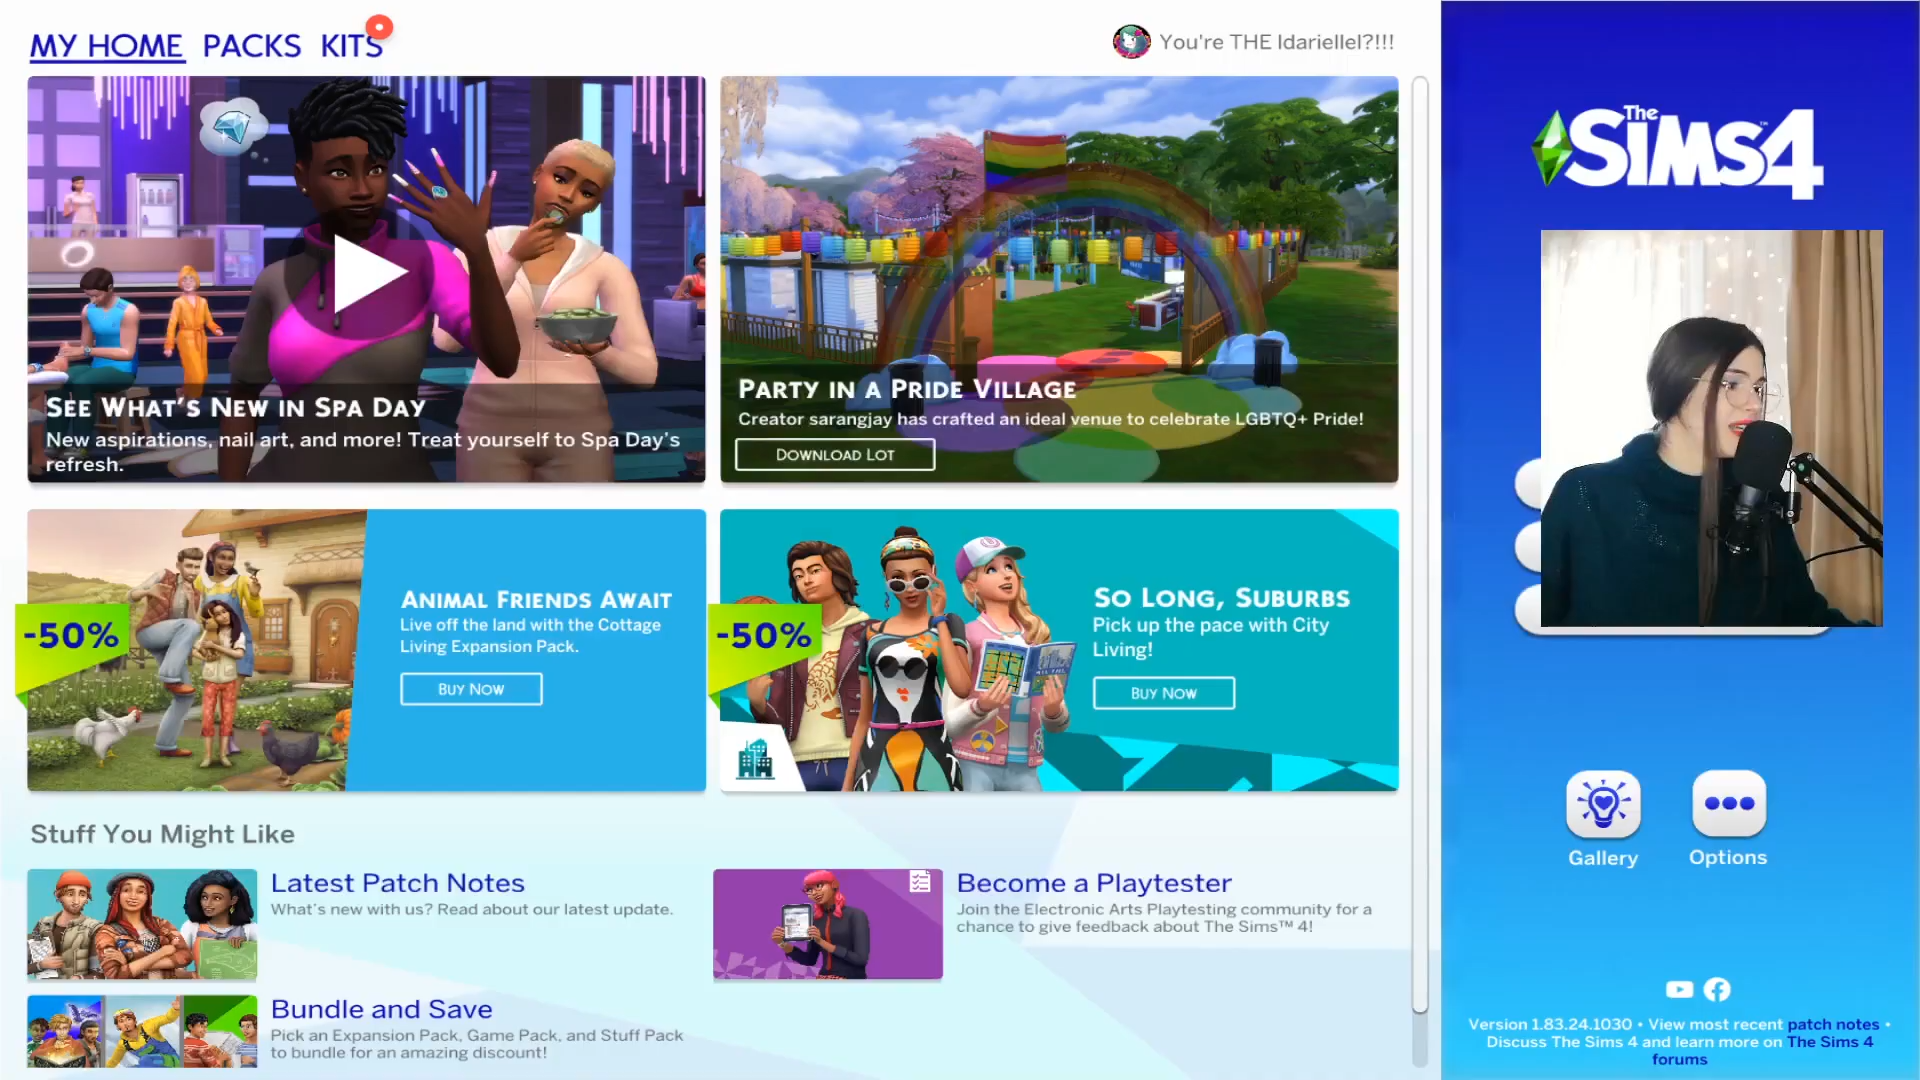 MY HOME PACKS KITS
You're THE Idariellel?!!!
SEE WHAT'S NEW IN SPA DAY
New aspirations, nail art, and more! Treat yourself to Spa Day's
refresh.
PARTY IN A PRIDE VILLAGE
Creator sarangjay has crafted an ideal venue to celebrate LGBTQ+ Pride!
DOWNLOAD LOT
-50%
ANIMAL FRIENDS AWAIT
Live off the land with the Cottage
Living Expansion Pack.
BUY NOW
-50%
SO LONG, SUBURBS
Pick up the pace with City
Living!
BUY NOW
Stuff You Might Like
Latest Patch Notes
What's new with us? Read about our latest update.
Become a Playtester
Join the Electronic Arts Playtesting community for a
chance to give feedback about The Sims™ 4!
Bundle and Save
Pick an Expansion Pack, Game Pack, and Stuff Pack
to bundle for an amazing discount!
The SIMS 4
Gallery
Options
Version 1.83.24.1030 • View most recent patch notes •
Discuss The Sims 4 and learn more on The Sims 4
forums